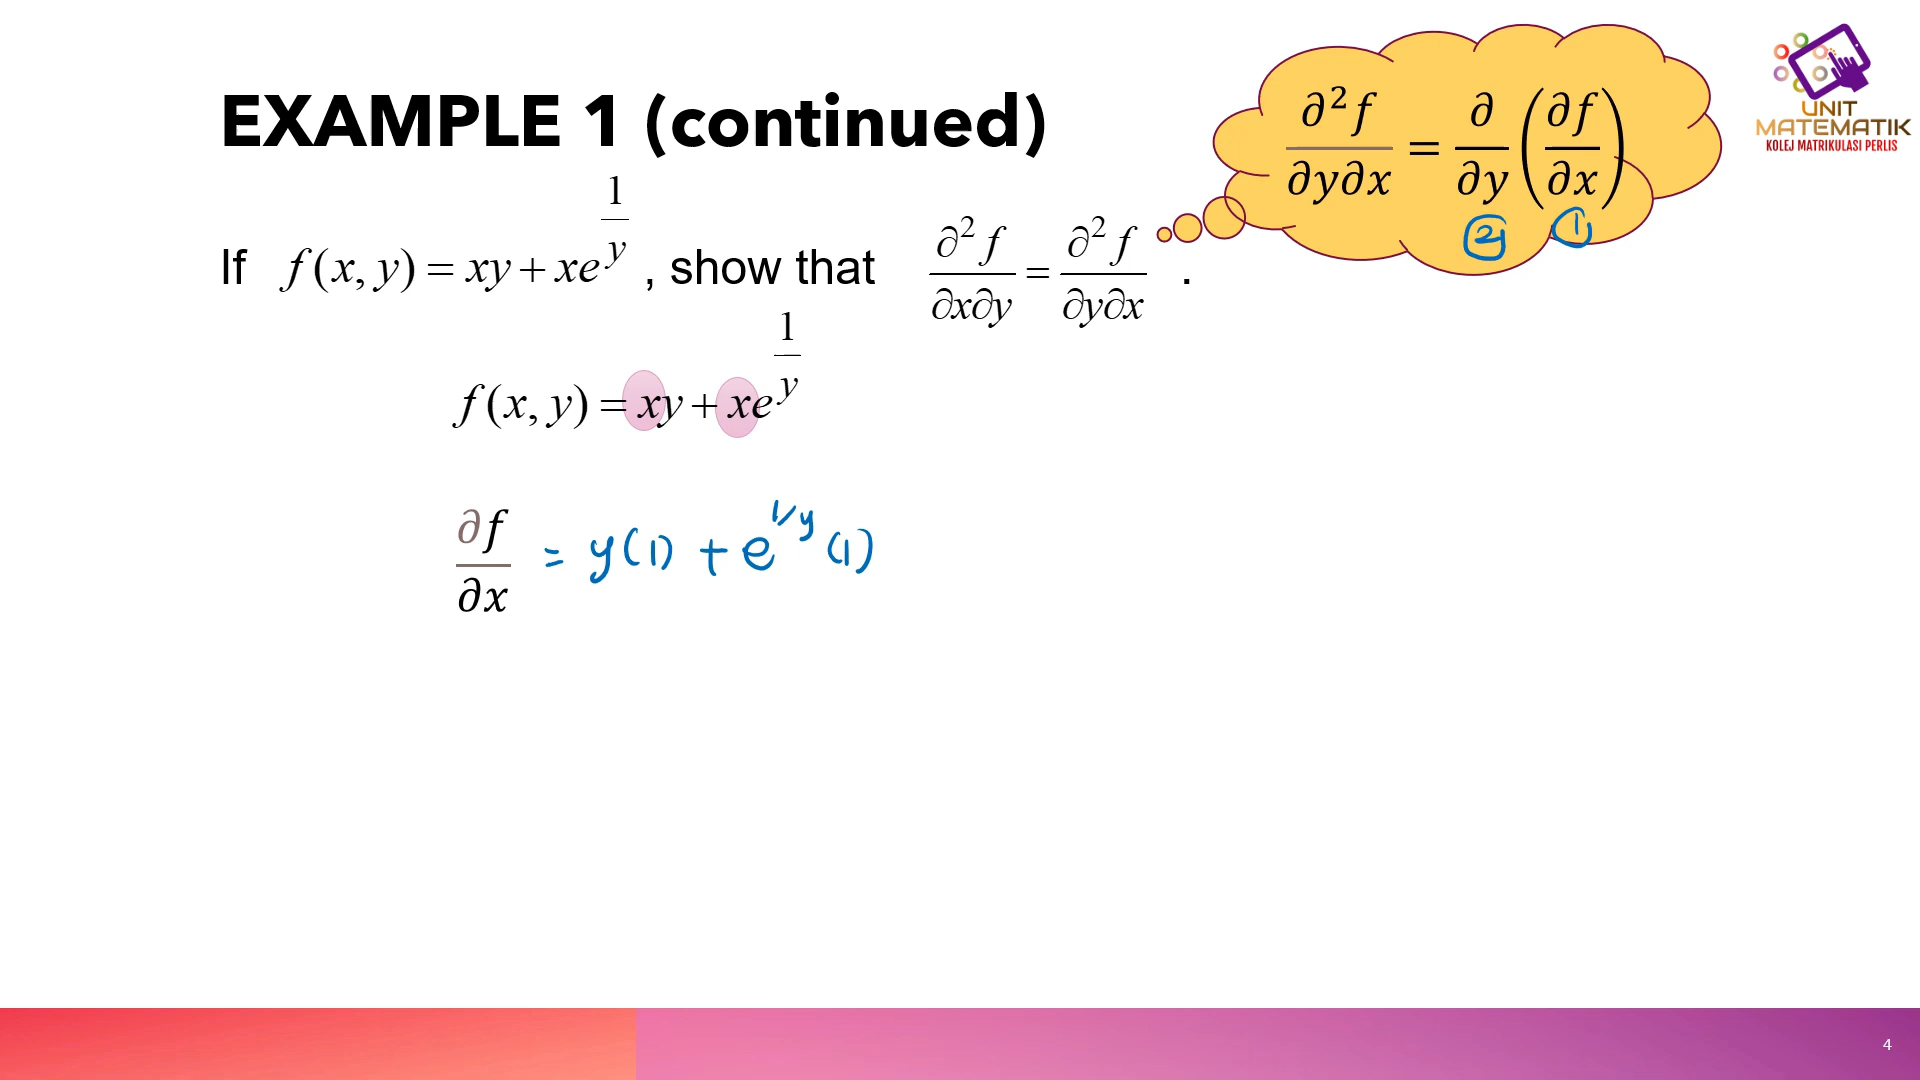 EXAMPLE 1 (continued)
∂²f/∂y∂x = ∂/∂y (∂f/∂x)
② ①
UNIT
MATEMATIK
KOLEJ MATRIKULASI PERLIS
If f(x, y) = xy + xe^(1/y) , show that ∂²f/∂x∂y = ∂²f/∂y∂x .
f(x, y) = xy + xe^(1/y)
∂f/∂x = y(1) + e^(1/y) (1)
4